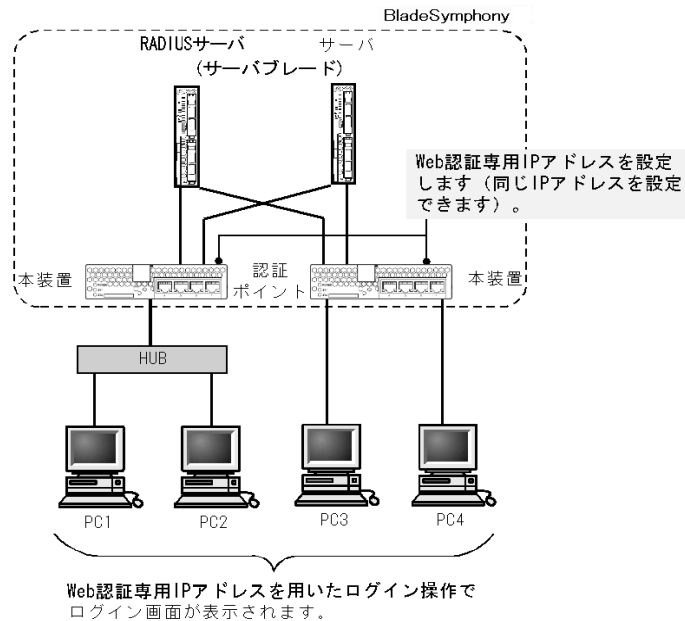 BladeSymphony
RADIUSサーバ
サーバ
(サーバブレード)
Web認証専用IPアドレスを設定
します（同じIPアドレスを設定
できます）。
本装置
認証
ポイント
本装置
HUB
PC1
PC2
PC3
PC4
Web認証専用IPアドレスを用いたログイン操作で
ログイン画面が表示されます。